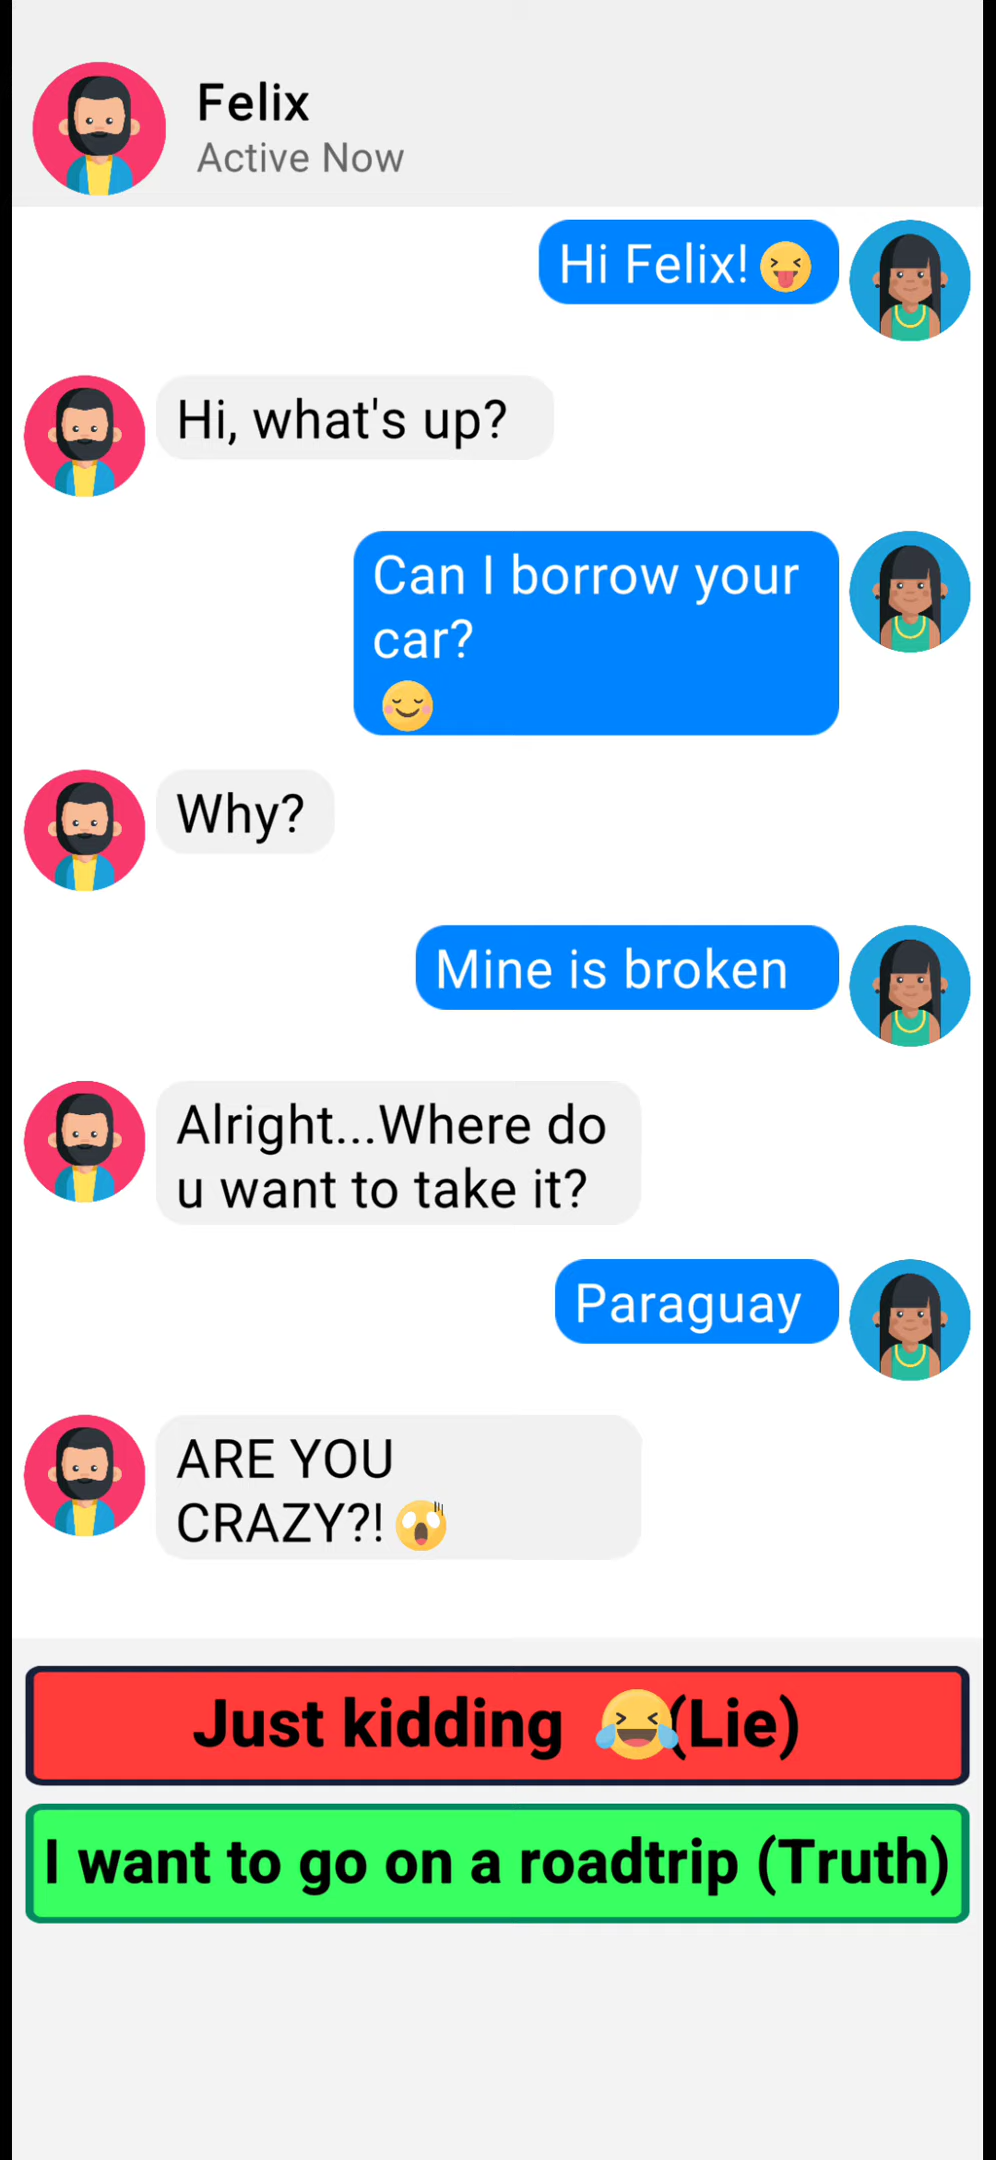 Felix
Active Now
Hi Felix! 😝
Hi, what's up?
Can I borrow your
car?
😌
Why?
Mine is broken
Alright...Where do
u want to take it?
Paraguay
ARE YOU
CRAZY?! 😱
Just kidding 😂(Lie)
I want to go on a roadtrip (Truth)